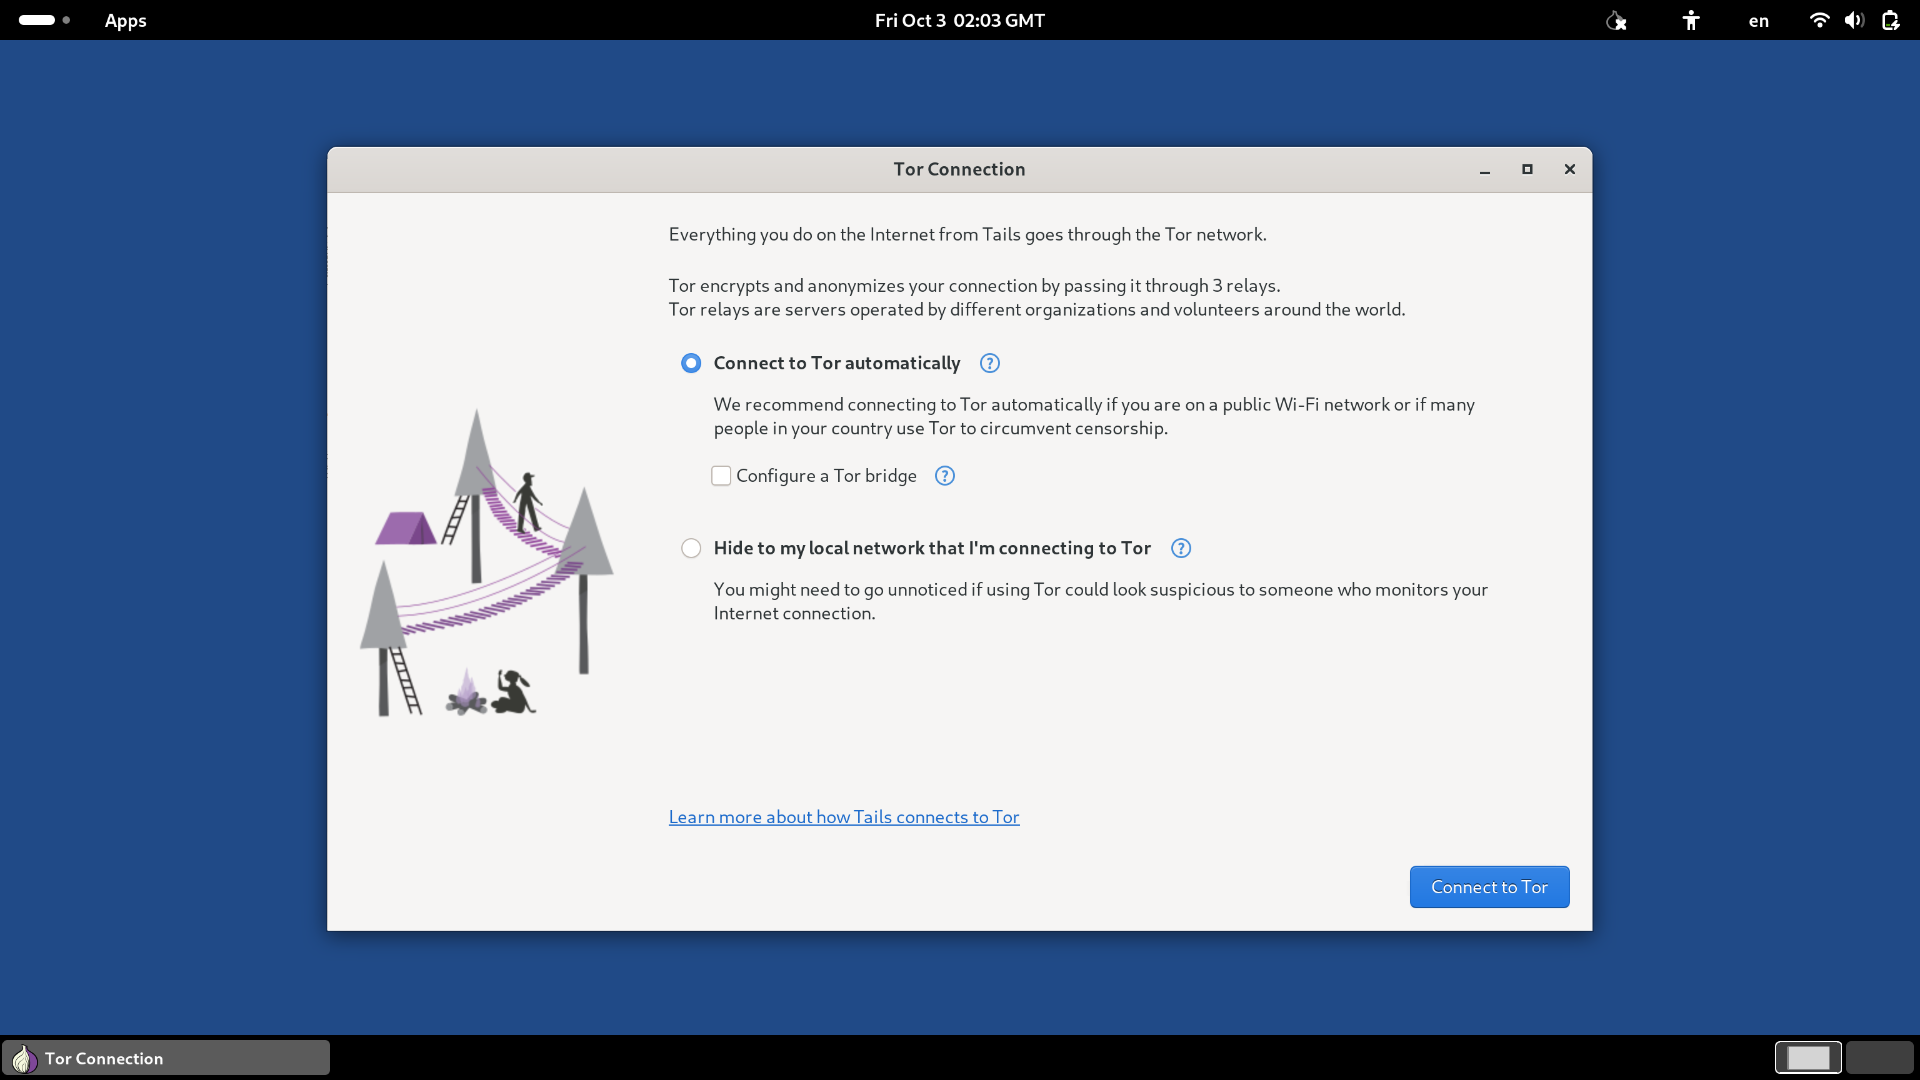 Apps
Fri Oct 3 02:03 GMT
en
Tor Connection
Everything you do on the Internet from Tails goes through the Tor network.
Tor encrypts and anonymizes your connection by passing it through 3 relays.
Tor relays are servers operated by different organizations and volunteers around the world.
Connect to Tor automatically
We recommend connecting to Tor automatically if you are on a public Wi-Fi network or if many
people in your country use Tor to circumvent censorship.
Configure a Tor bridge
Hide to my local network that I'm connecting to Tor
You might need to go unnoticed if using Tor could look suspicious to someone who monitors your
Internet connection.
Learn more about how Tails connects to Tor
Connect to Tor
Tor Connection